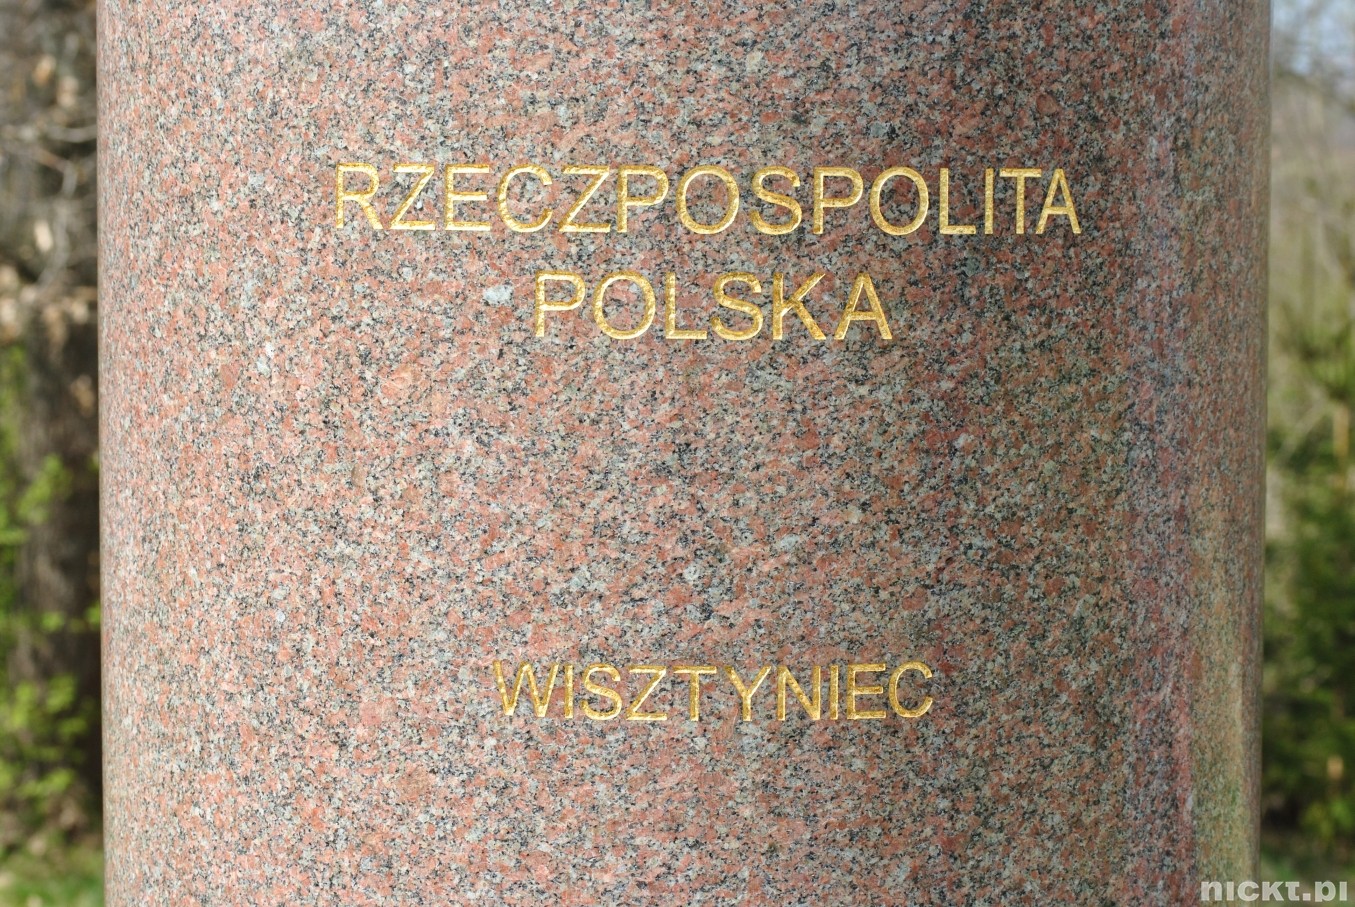 RZECZPOSPOLITA
POLSKA
WISZTYNIEC
nickt.pl